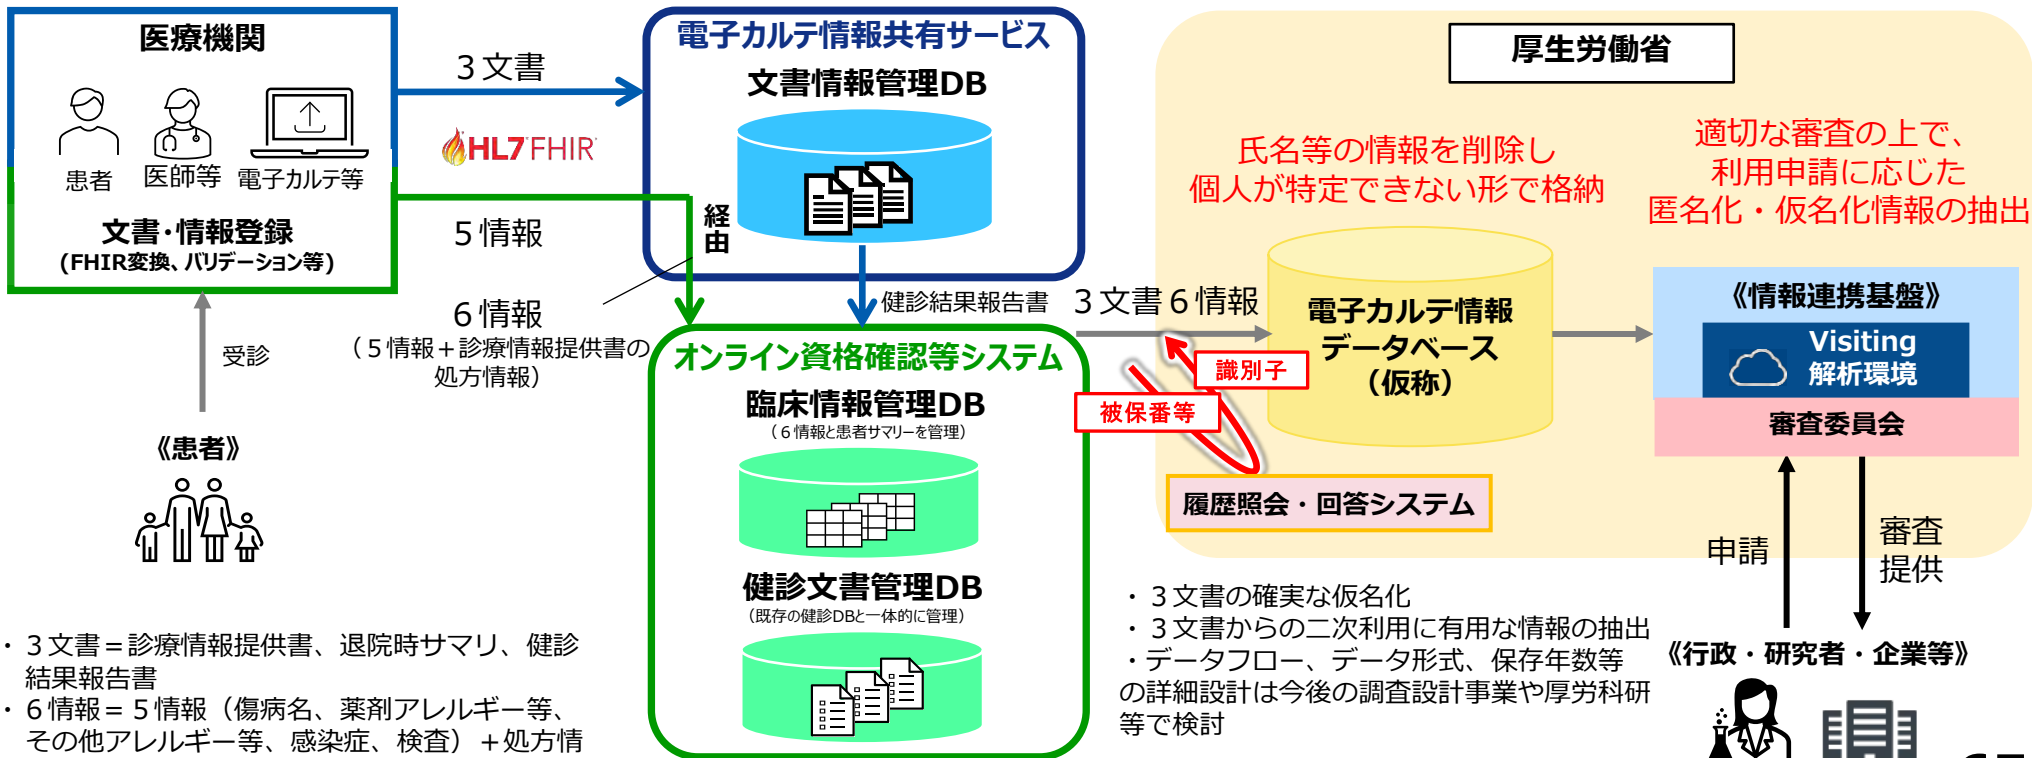 医療機関
患者
医師等
電子カルテ等
文書・情報登録
(FHIR変換、バリデーション等)
受診
《患者》
3文書
HL7 FHIR
5情報
6情報
（5情報＋診療情報提供書の
処方情報）
電子カルテ情報共有サービス
文書情報管理DB
経由
健診結果報告書
オンライン資格確認等システム
臨床情報管理DB
（6情報と患者サマリーを管理）
健診文書管理DB
（既存の健診DBと一体的に管理）
厚生労働省
氏名等の情報を削除し
個人が特定できない形で格納
適切な審査の上で、
利用申請に応じた
匿名化・仮名化情報の抽出
3文書6情報
識別子
被保番等
履歴照会・回答システム
電子カルテ情報
データベース
（仮称）
《情報連携基盤》
Visiting
解析環境
審査委員会
申請
審査
提供
《行政・研究者・企業等》
・3文書＝診療情報提供書、退院時サマリ、健診
結果報告書
・6情報＝5情報（傷病名、薬剤アレルギー等、
その他アレルギー等、感染症、検査）＋処方情
・3文書の確実な仮名化
・3文書からの二次利用に有用な情報の抽出
・データフロー、データ形式、保存年数等
の詳細設計は今後の調査設計事業や厚労科研
等で検討